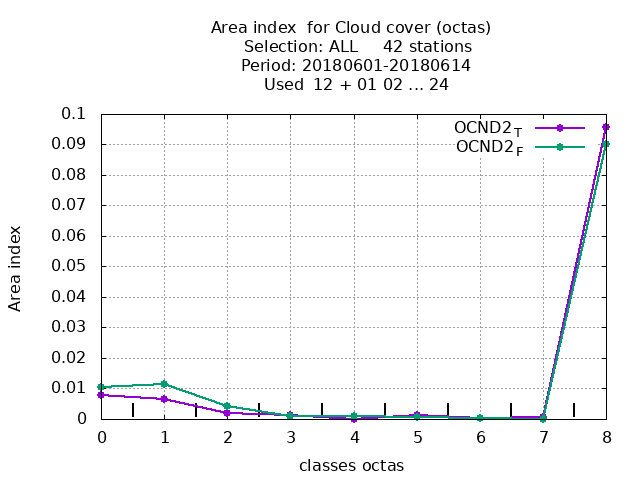 Area index  for Cloud cover (octas)
Selection: ALL     42 stations
Period: 20180601-20180614
Used  12 + 01 02 ... 24
OCND2T
OCND2F
0.1
0.09
0.08
0.07
0.06
0.05
0.04
0.03
0.02
0.01
0
Area index
0 1 2 3 4 5 6 7 8
classes octas